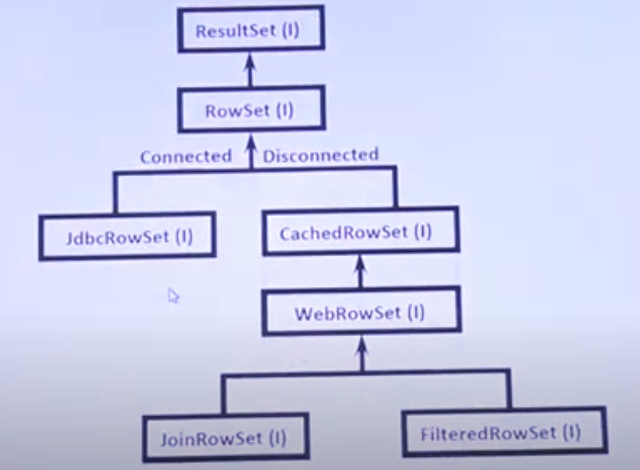 ResultSet (I)
RowSet (I)
Connected Disconnected
JdbcRowSet (I)
CachedRowSet (I)
WebRowSet (I)
JoinRowSet (I)
FilteredRowSet (I)